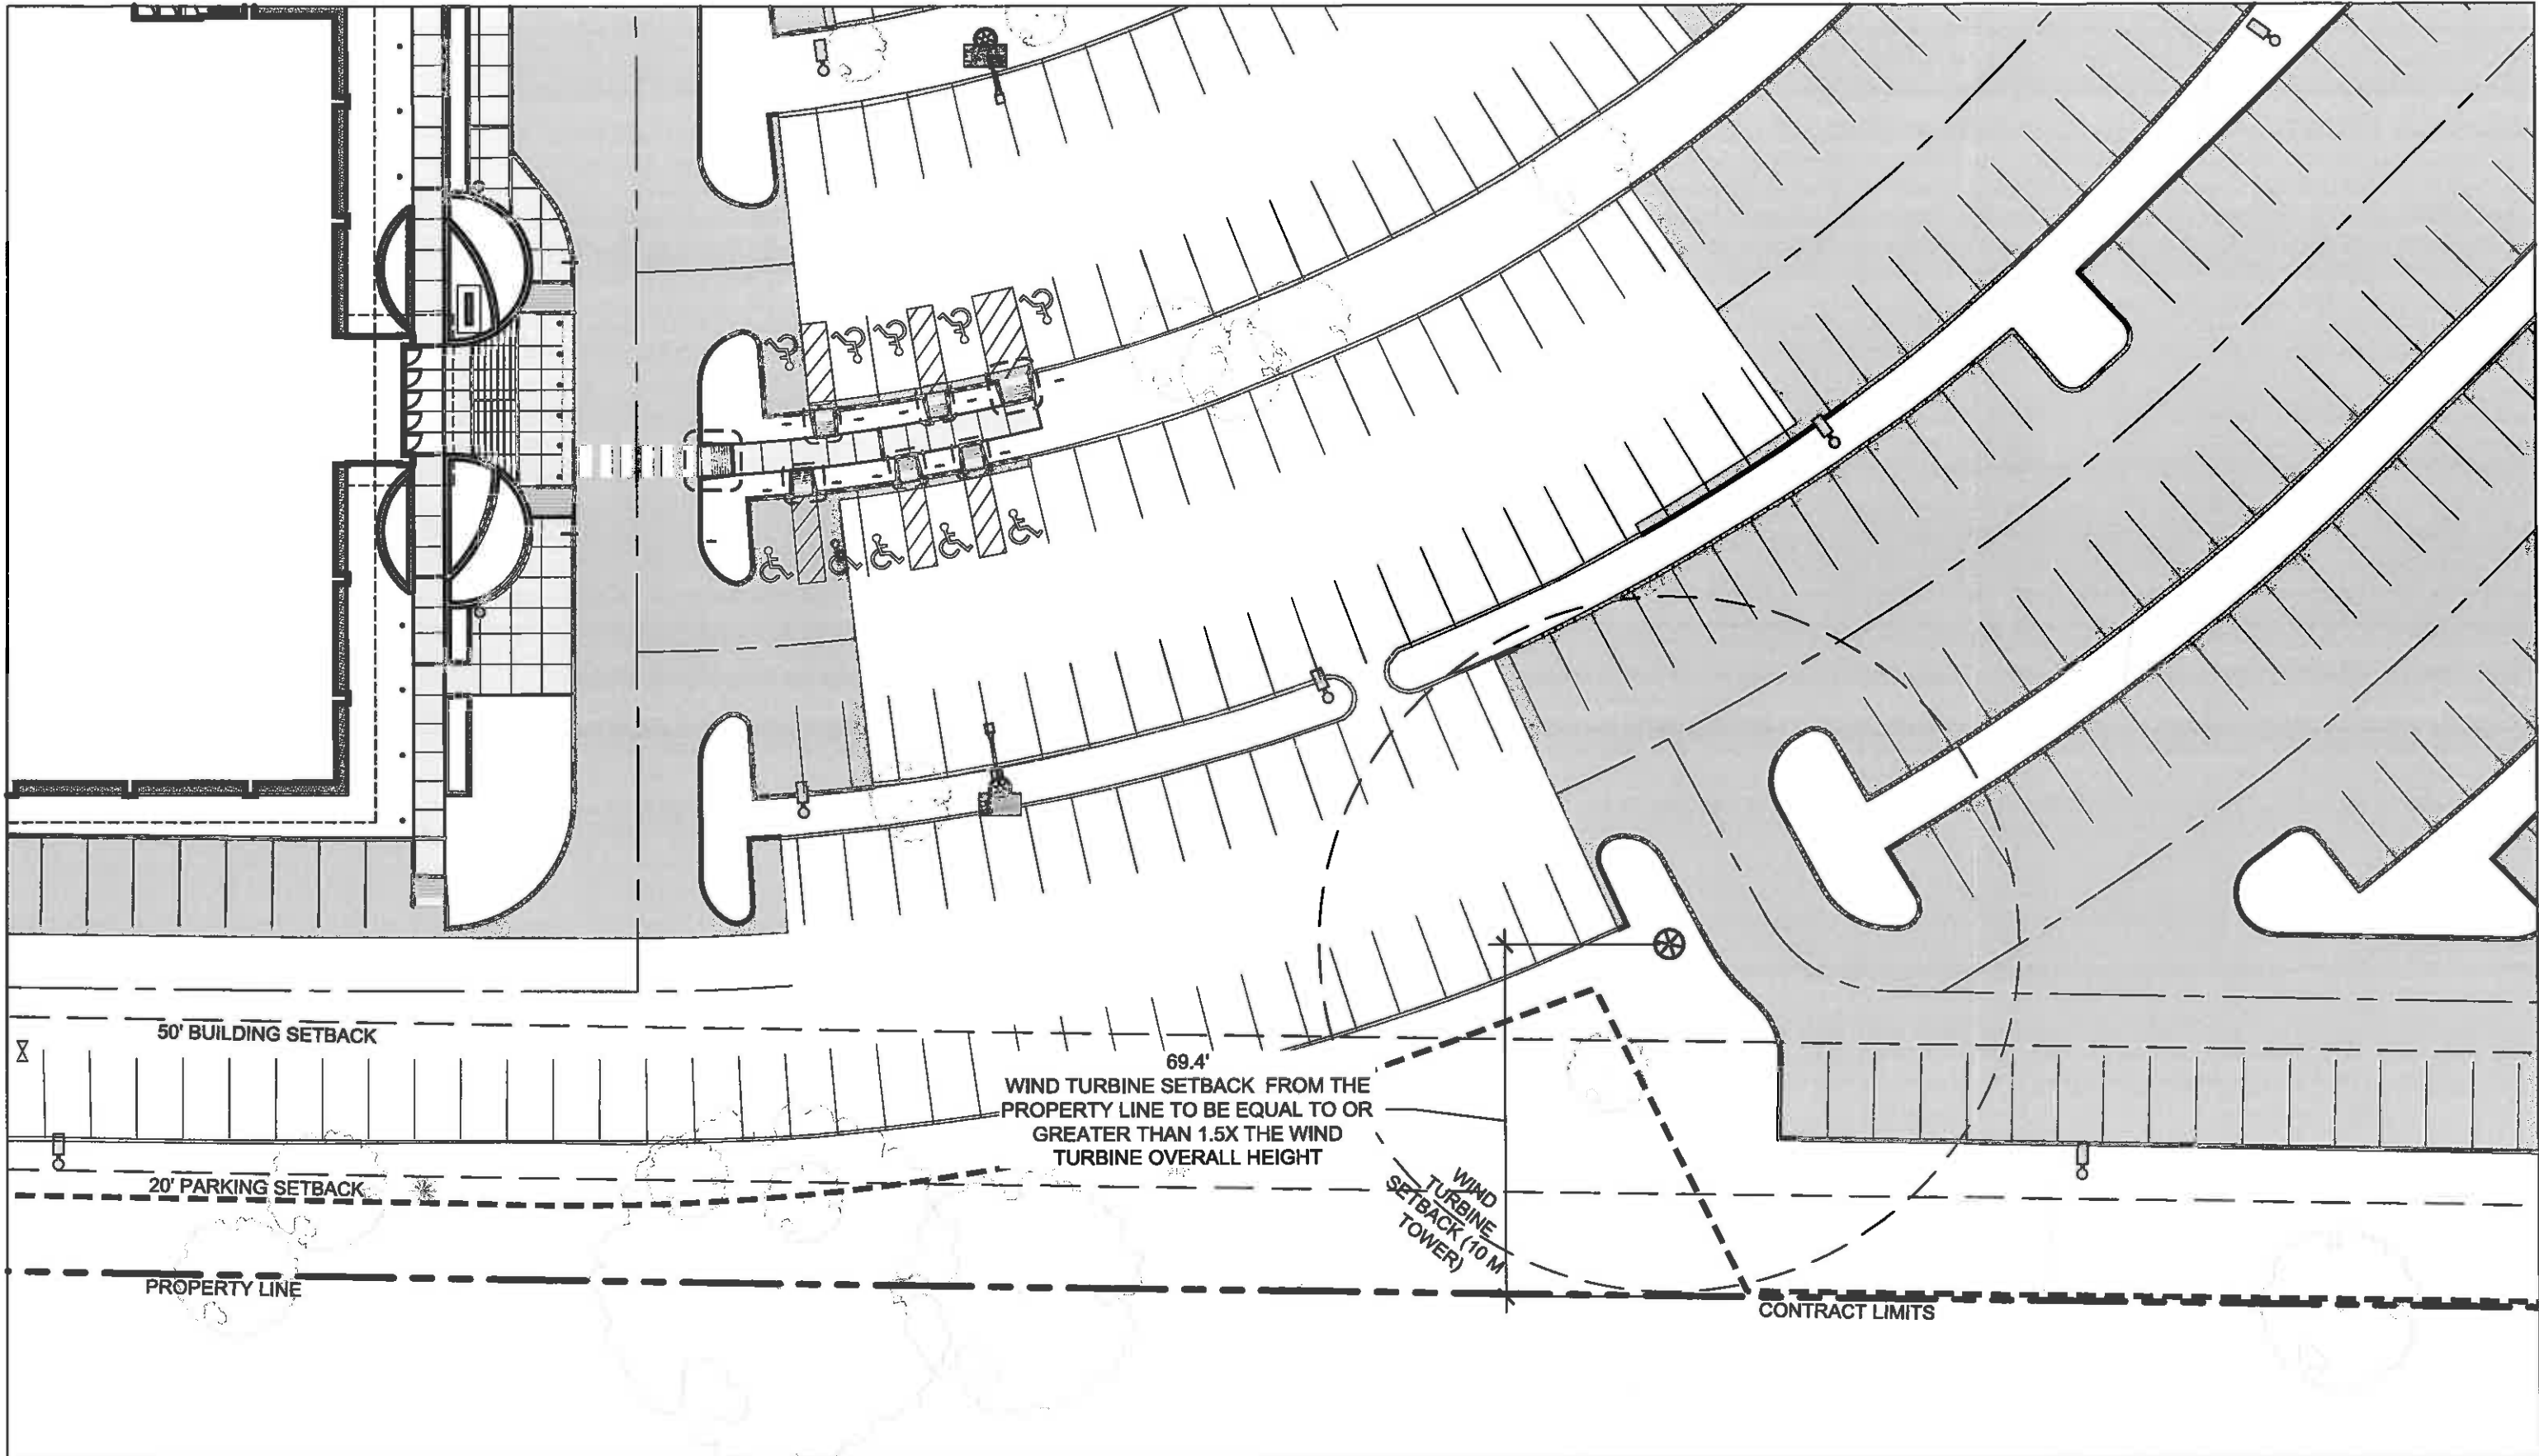 50' BUILDING SETBACK
69.4'
WIND TURBINE SETBACK FROM THE
PROPERTY LINE TO BE EQUAL TO OR
GREATER THAN 1.5X THE WIND
TURBINE OVERALL HEIGHT
20' PARKING SETBACK
WIND
TURBINE
SETBACK (10 M
TOWER)
PROPERTY LINE
CONTRACT LIMITS